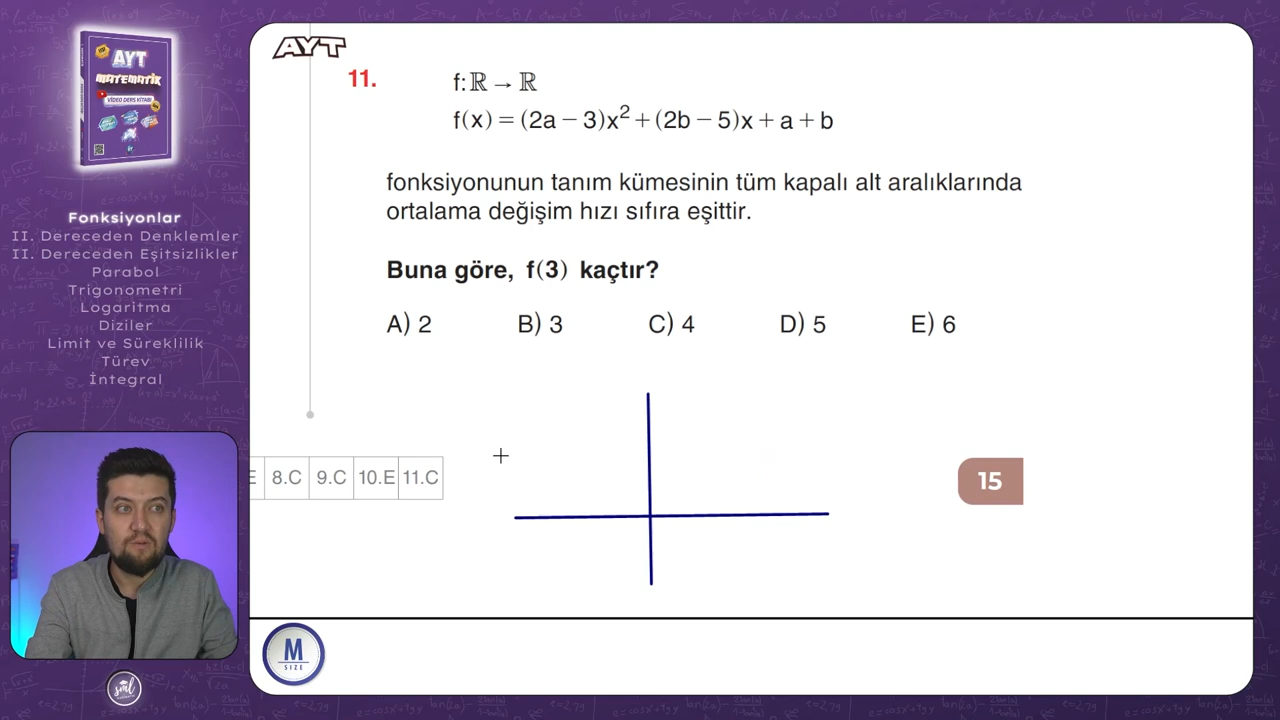 AYT
MATEMATİK
VİDEO DERS KİTABI
Fonksiyonlar
II. Dereceden Denklemler
II. Dereceden Eşitsizlikler
Parabol
Trigonometri
Logaritma
Diziler
Limit ve Süreklilik
Türev
İntegral
sml
AYT
11.
f: ℝ → ℝ
f(x) = (2a − 3)x² + (2b − 5)x + a + b
fonksiyonunun tanım kümesinin tüm kapalı alt aralıklarında
ortalama değişim hızı sıfıra eşittir.
Buna göre, f(3) kaçtır?
A) 2 B) 3 C) 4 D) 5 E) 6
E 8.C 9.C 10.E 11.C
15
M
SIZE